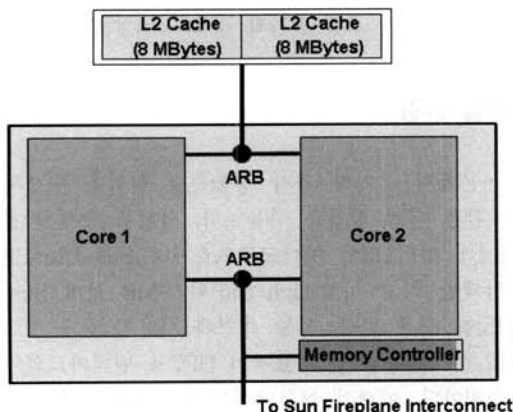 L2 Cache
(8 MBytes)
L2 Cache
(8 MBytes)
ARB
Core 1
Core 2
ARB
Memory Controller
To Sun Fireplane Interconnect